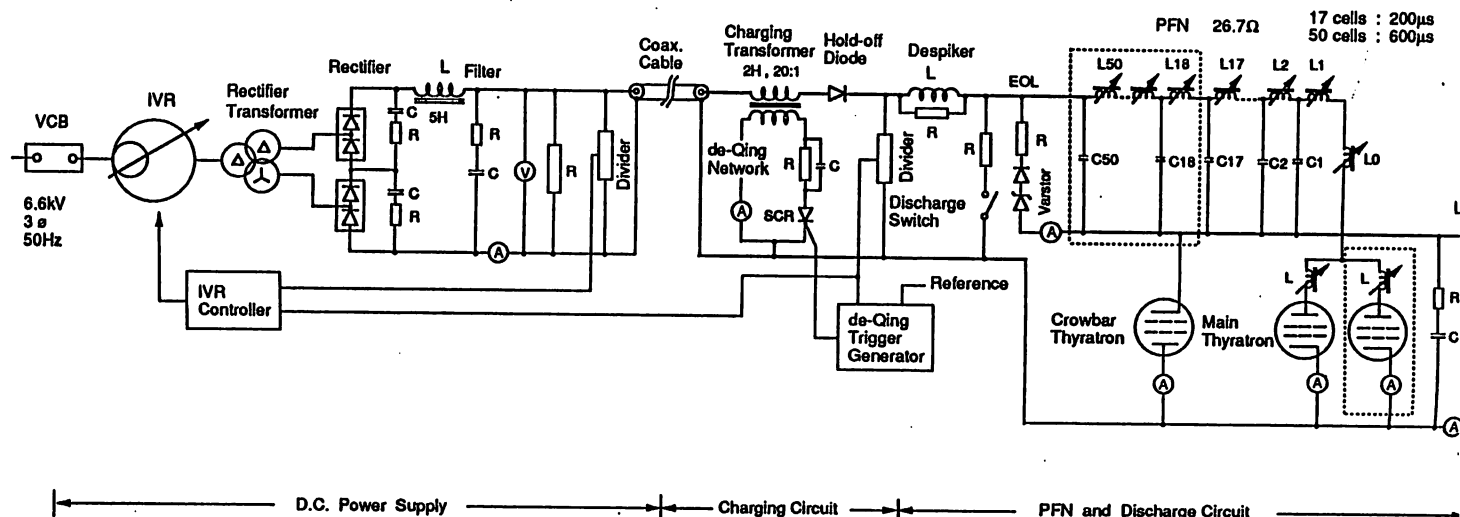 17 cells : 200μs
50 cells : 600μs
PFN 26.7Ω
Coax.
Cable
Charging
Transformer
2H , 20:1
Hold-off
Diode
Despiker
L
EOL
L50
L18
L17
L2
L1
Rectifier
L
Filter
5H
Rectifier
Transformer
IVR
VCB
6.6kV
3 ø
50Hz
Δ
Δ
C
R
C
R
R
C
V
R
Divider
A
de-Qing
Network
A
R
C
SCR
Divider
R
Discharge
Switch
R
R
Varstor
A
C50
C18
C17
C2
C1
L0
L
IVR
Controller
Reference
de-Qing
Trigger
Generator
Crowbar
Thyratron
Main
Thyratron
L
L
A
A
A
R
C
A
D.C. Power Supply
Charging Circuit
PFN and Discharge Circuit